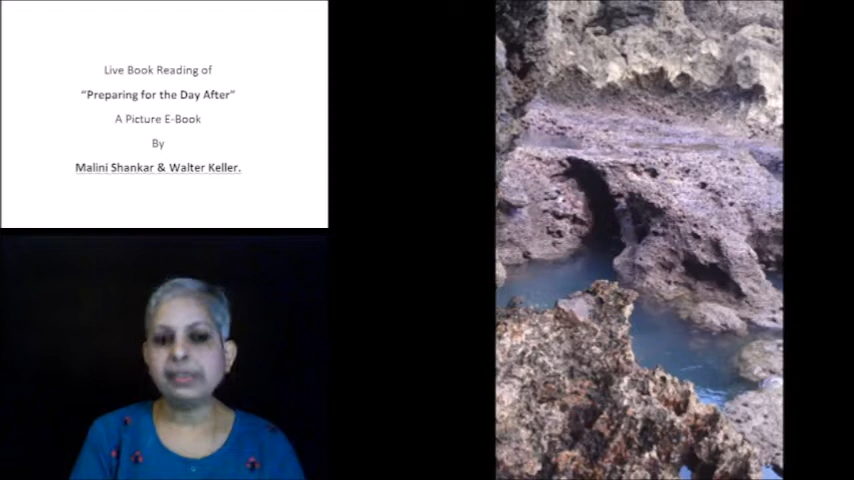 Live Book Reading of
“Preparing for the Day After”
A Picture E-Book
By
Malini Shankar & Walter Keller.